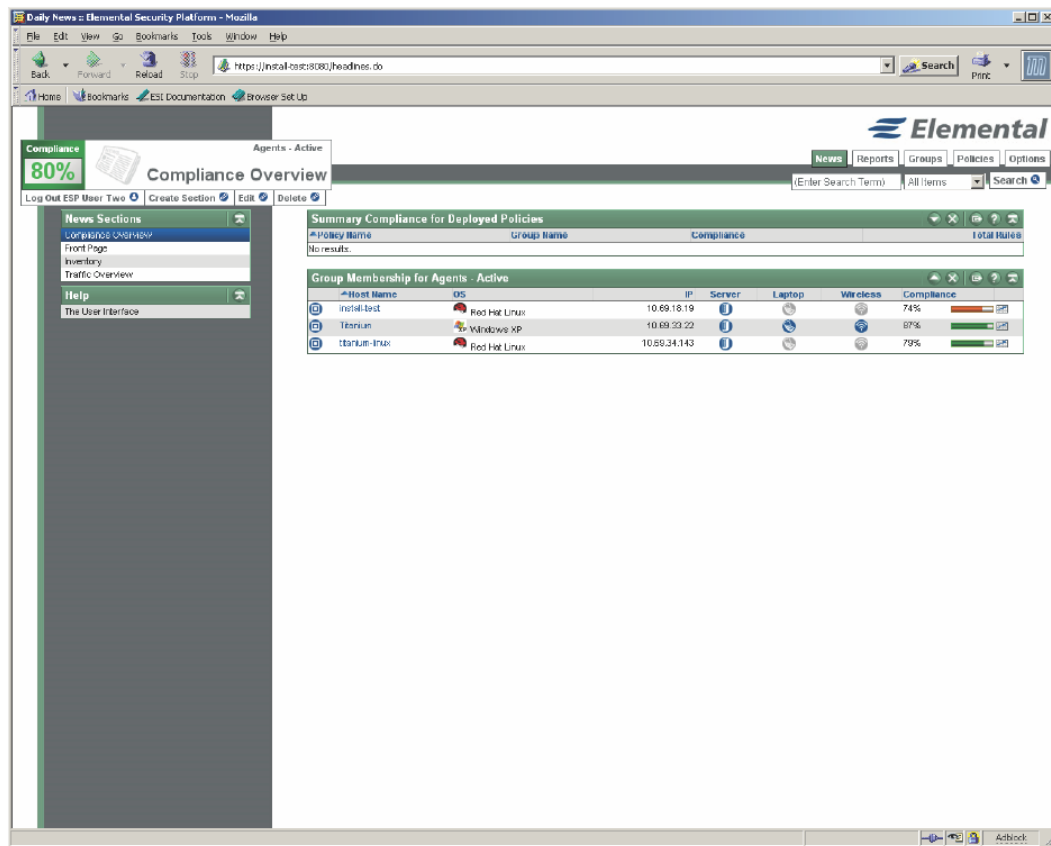 Daily News :: Elemental Security Platform - Mozilla
File Edit View Go Bookmarks Tools Window Help
Back Forward Reload Stop https://install-test:8080/headlines.do Search Print
Home Bookmarks ESI Documentation Browser Set Up
Elemental
Compliance Agents - Active
80% Compliance Overview
News Reports Groups Policies Options
(Enter Search Term) All Items Search
Log Out ESP User Two Create Section Edit Delete
News Sections
Compliance Overview
Front Page
Inventory
Traffic Overview
Help
The User Interface
Summary Compliance for Deployed Policies
Policy Name Group Name Compliance Total Rules
No results.
Group Membership for Agents - Active
Host Name OS IP Server Laptop Wireless Compliance
install-test Red Hat Linux 10.69.18.19 74%
Titanium Windows XP 10.69.33.22 87%
titanium-linux Red Hat Linux 10.69.34.143 79%
Adblock